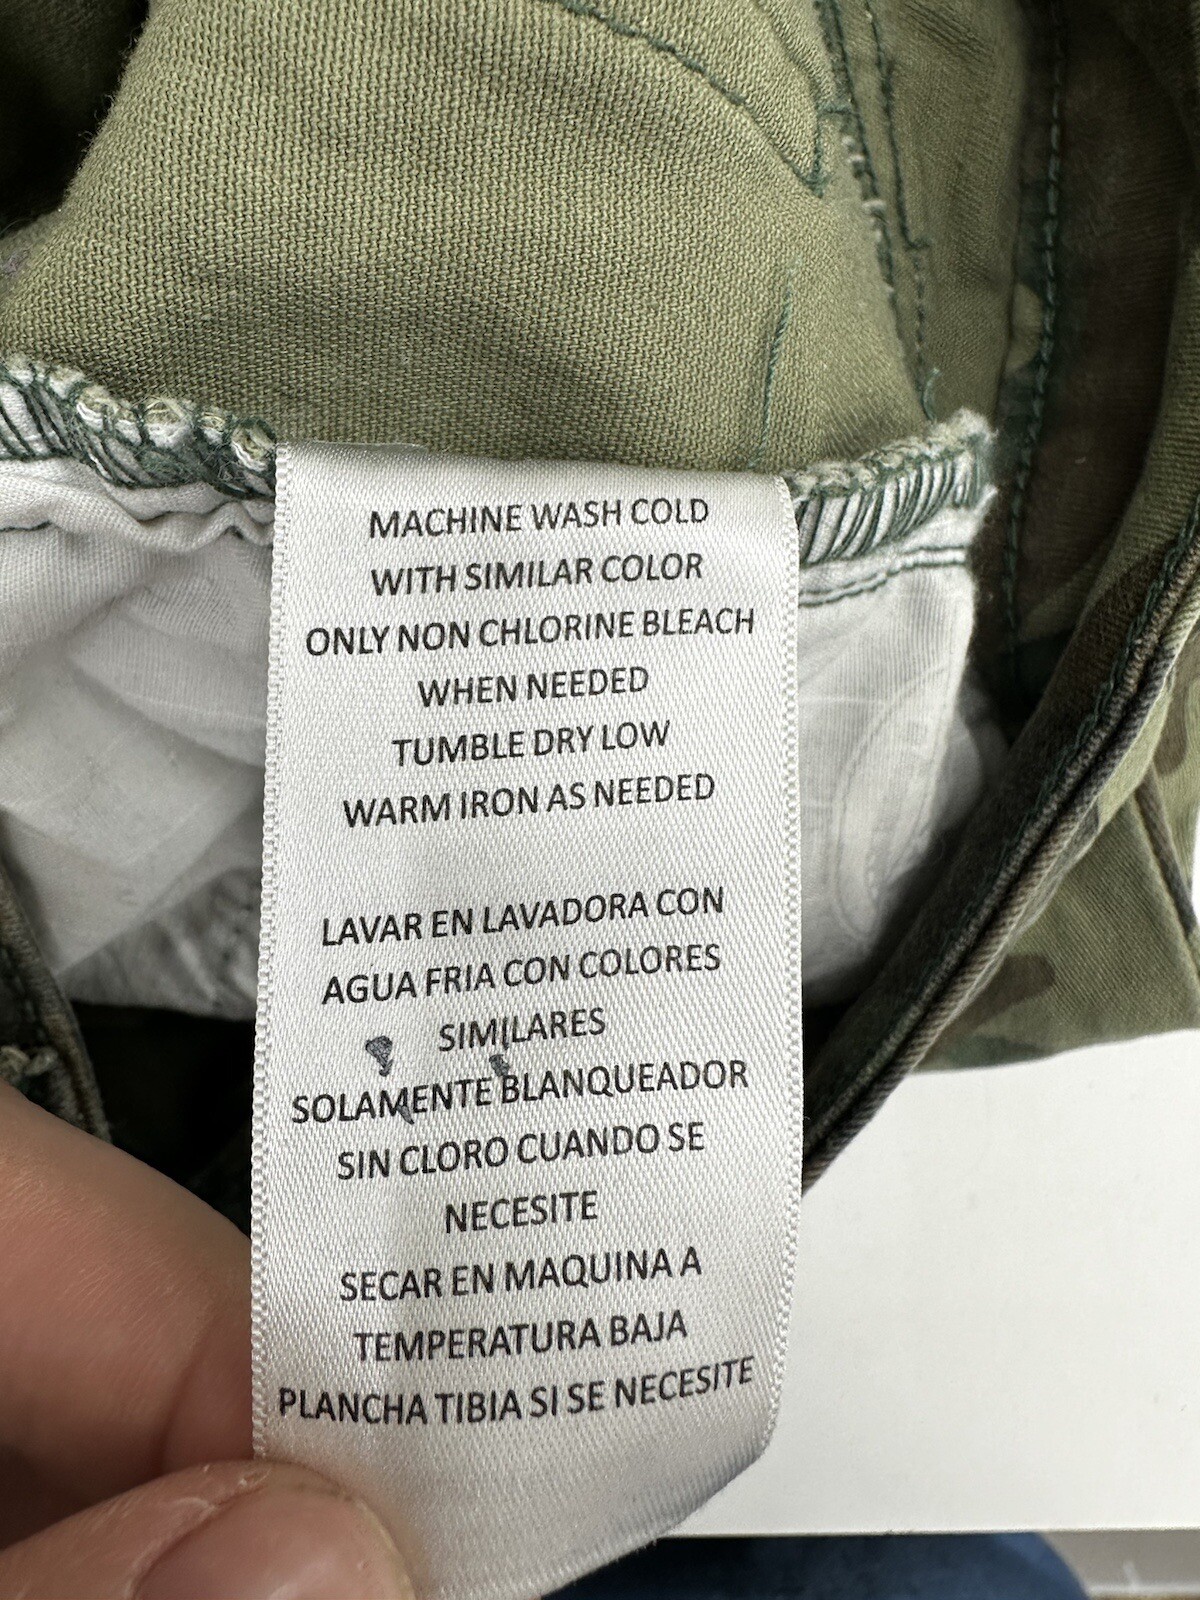 MACHINE WASH COLD
WITH SIMILAR COLOR
ONLY NON CHLORINE BLEACH
WHEN NEEDED
TUMBLE DRY LOW
WARM IRON AS NEEDED
LAVAR EN LAVADORA CON
AGUA FRIA CON COLORES
SIMILARES
SOLAMENTE BLANQUEADOR
SIN CLORO CUANDO SE
NECESITE
SECAR EN MAQUINA A
TEMPERATURA BAJA
PLANCHA TIBIA SI SE NECESITE